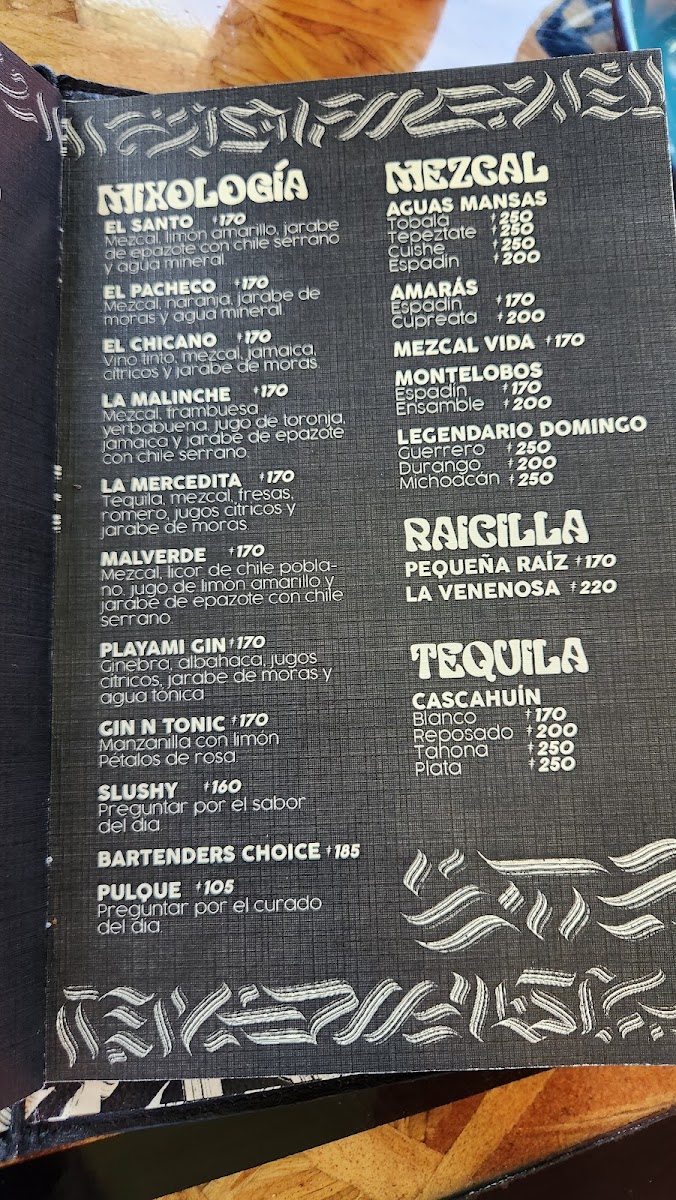 MIXOLOGÍA
EL SANTO †170
Mezcal, limón amarillo, jarabe
de epazote con chile serrano
y agua mineral.
EL PACHECO †170
Mezcal, naranja, jarabe de
moras y agua mineral.
EL CHICANO †170
Vino tinto, mezcal, jamaica,
cítricos y jarabe de moras.
LA MALINCHE †170
Mezcal, frambuesa
yerbabuena, jugo de toronja,
jamaica y jarabe de epazote
con chile serrano.
LA MERCEDITA †170
Tequila, mezcal, fresas,
romero, jugos cítricos y
jarabe de moras.
MALVERDE †170
Mezcal, licor de chile pobla-
no, jugo de limón amarillo y
jarabe de epazote con chile
serrano.
PLAYAMI GIN †170
Ginebra, albahaca, jugos
cítricos, jarabe de moras y
agua tónica
GIN N TONIC †170
Manzanilla con limón
Pétalos de rosa
SLUSHY †160
Preguntar por el sabor
del día
BARTENDERS CHOICE †185
PULQUE †105
Preguntar por el curado
del día
MEZCAL
AGUAS MANSAS
Tobalá †250
Tepeztate †250
Cuishe †250
Espadín †200
AMARÁS
Espadín †170
Cupreata †200
MEZCAL VIDA †170
MONTELOBOS
Espadín †170
Ensamble †200
LEGENDARIO DOMINGO
Guerrero †250
Durango †200
Michoacán †250
RAICILLA
PEQUEÑA RAÍZ †170
LA VENENOSA †220
TEQUILA
CASCAHUÍN
Blanco †170
Reposado †200
Tahona †250
Plata †250